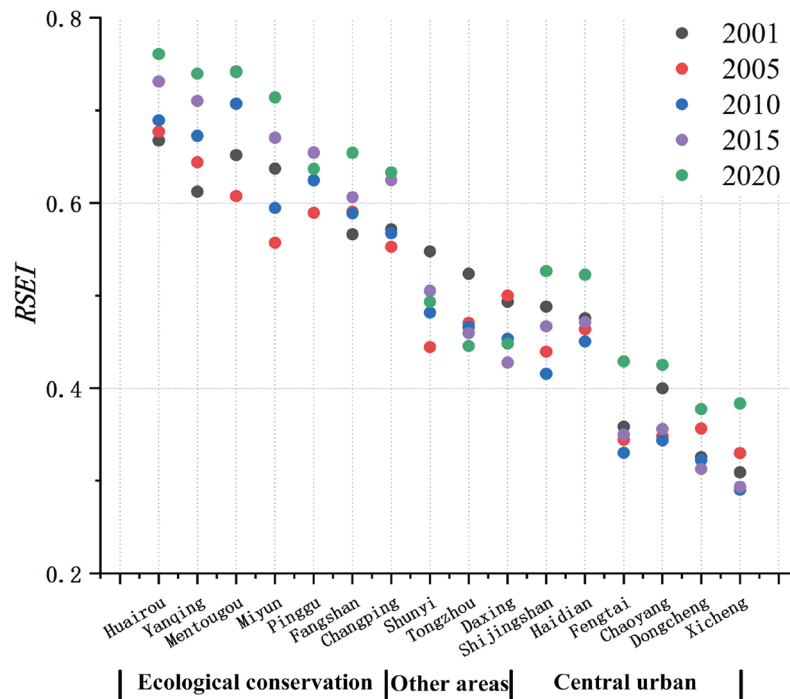 0.8
0.6
0.4
0.2
RSEI
2001
2005
2010
2015
2020
Huairou
Yanqing
Mentougou
Miyun
Pinggu
Fangshan
Changping
Shunyi
Tongzhou
Daxing
Shijingshan
Haidian
Fengtai
Chaoyang
Dongcheng
Xicheng
Ecological conservation
Other areas
Central urban